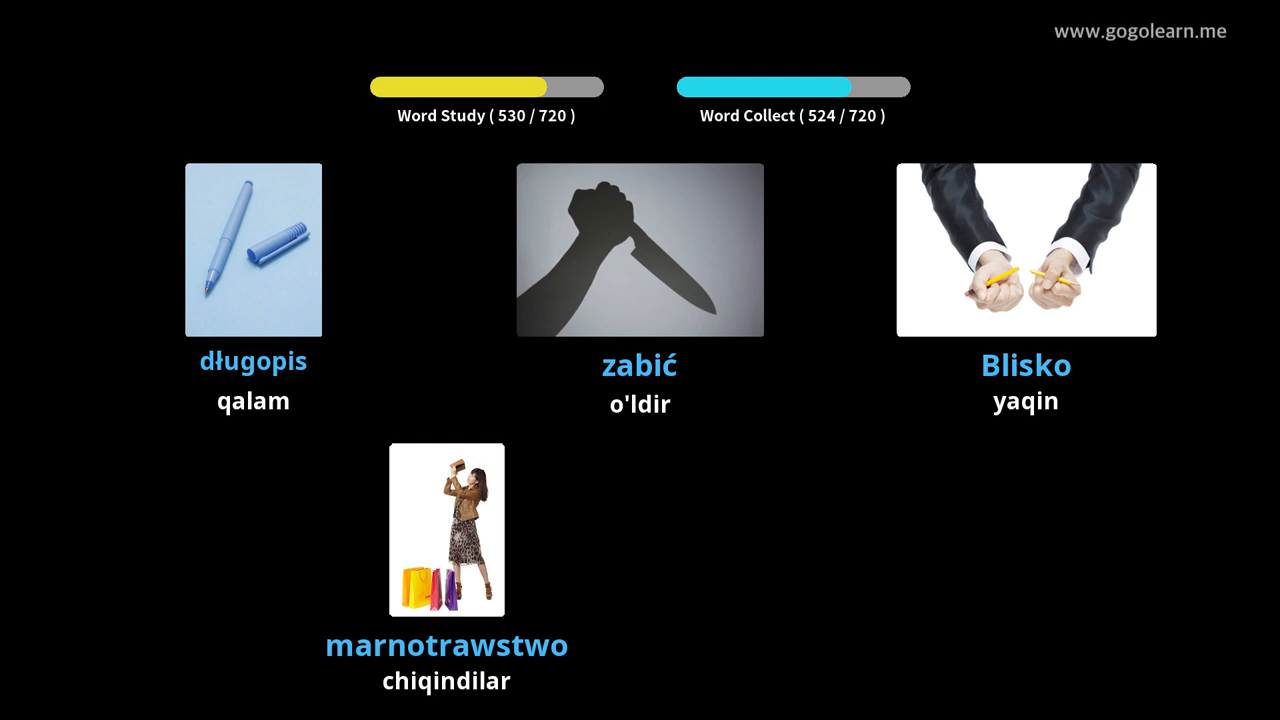 www.gogolearn.me
Word Study ( 530 / 720 )
Word Collect ( 524 / 720 )
długopis
qalam
zabić
o'ldir
Blisko
yaqin
marnotrawstwo
chiqindilar